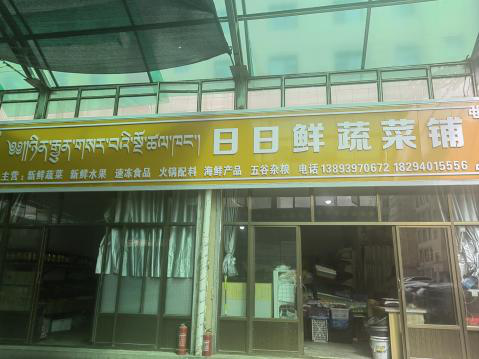 ༄༅།།ཉིན་རྒྱུན་གསར་བའི་སྔོ་ཚལ་ཁང་།
日日鲜蔬菜铺
主营:新鲜蔬菜 新鲜水果 速冻食品 火锅配料 海鲜产品 五谷杂粮 电话 13893970672 18294015556